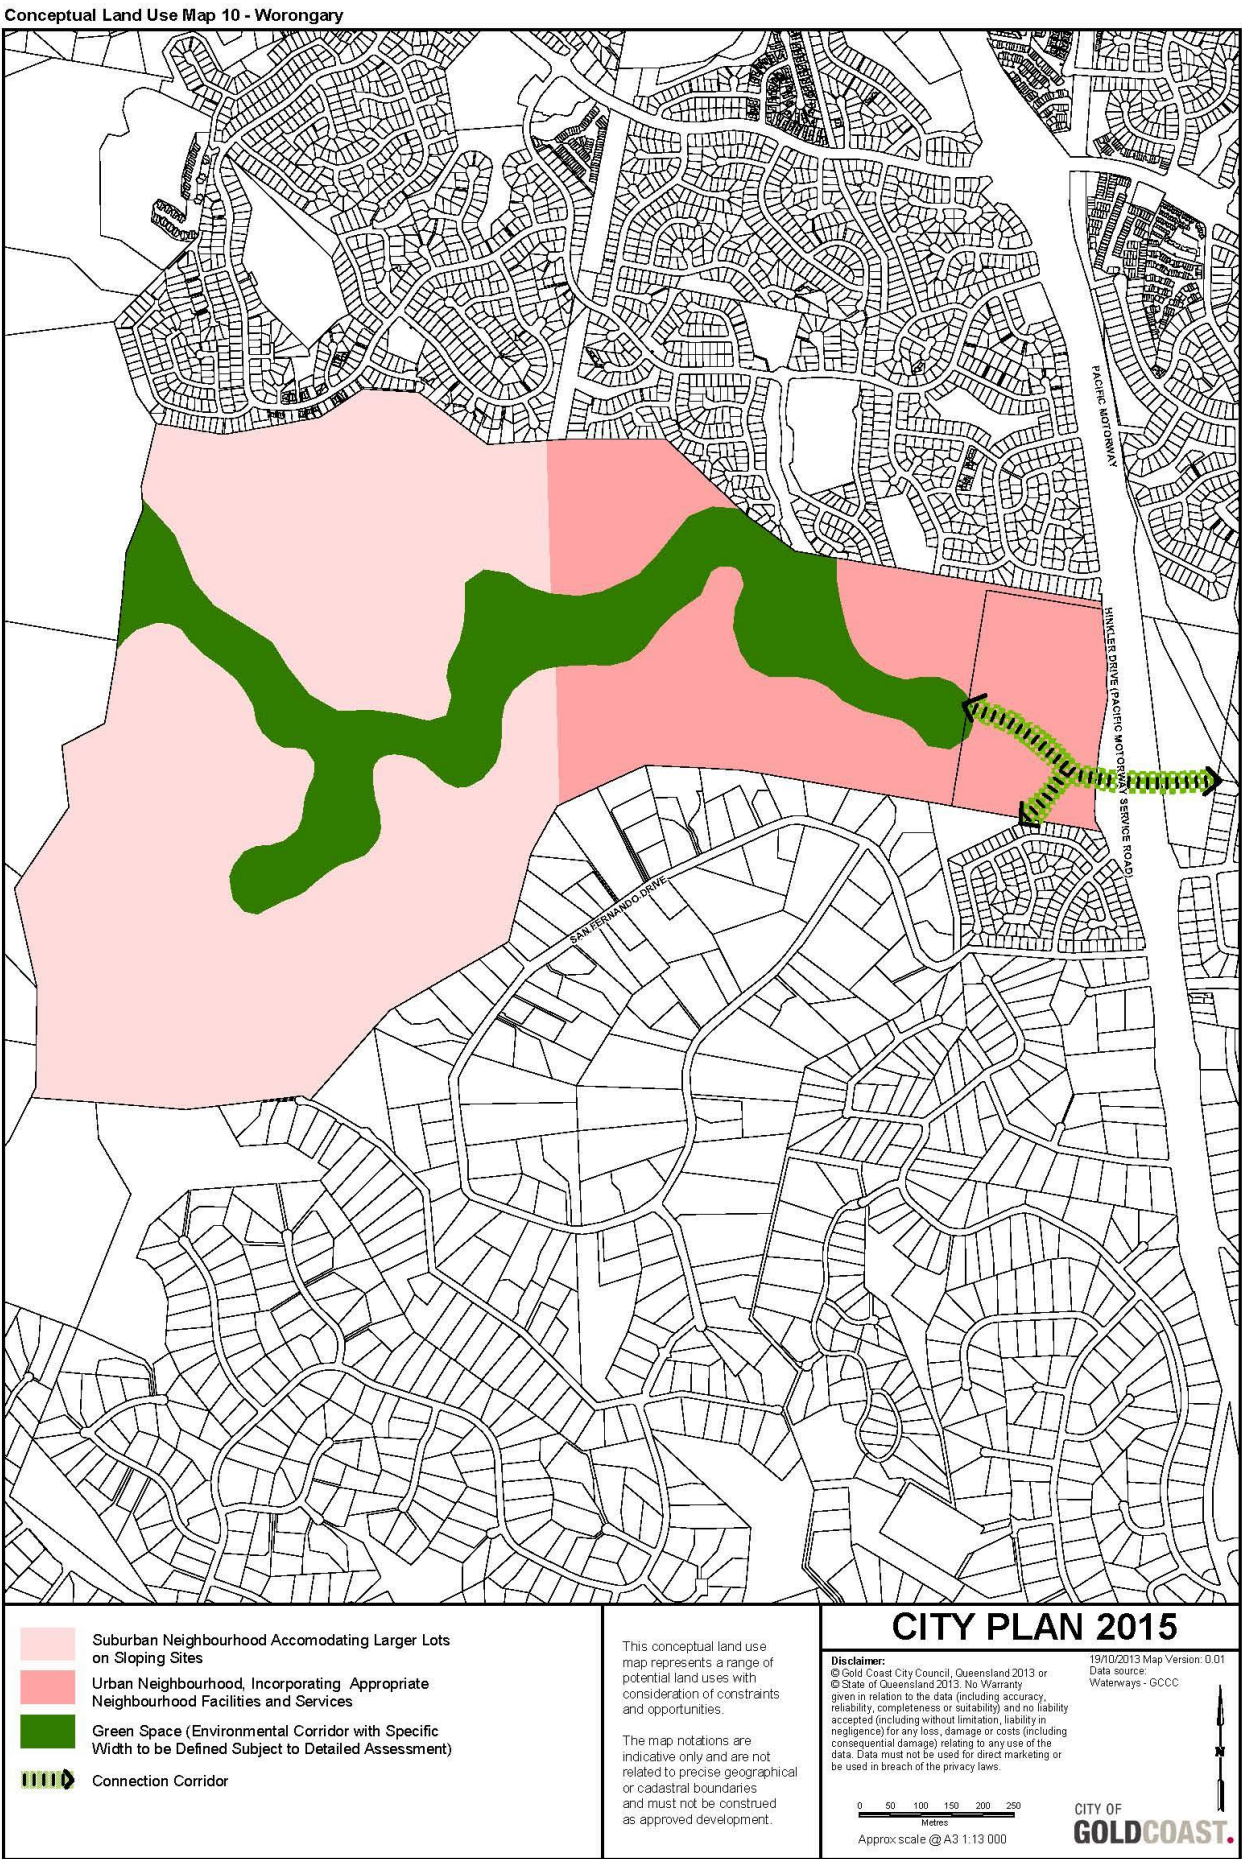 Conceptual Land Use Map 10 - Worongary
PACIFIC MOTORWAY
HINKLER DRIVE (PACIFIC MOTORWAY SERVICE ROAD)
SAN FERNANDO DRIVE
Suburban Neighbourhood Accomodating Larger Lots
on Sloping Sites
Urban Neighbourhood, Incorporating Appropriate
Neighbourhood Facilities and Services
Green Space (Environmental Corridor with Specific
Width to be Defined Subject to Detailed Assessment)
Connection Corridor
This conceptual land use
map represents a range of
potential land uses with
consideration of constraints
and opportunities.
The map notations are
indicative only and are not
related to precise geographical
or cadastral boundaries
and must not be construed
as approved development.
CITY PLAN 2015
Disclaimer:
© Gold Coast City Council, Queensland 2013 or
© State of Queensland 2013. No Warranty
given in relation to the data (including accuracy,
reliability, completeness or suitability) and no liability
accepted (including without limitation, liability in
negligence) for any loss, damage or costs (including
consequential damage) relating to any use of the
data. Data must not be used for direct marketing or
be used in breach of the privacy laws.
19/10/2013 Map Version: 0.01
Data source:
Waterways - GCCC
N
0 50 100 150 200 250
Metres
Approx scale @ A3 1:13 000
CITY OF
GOLDCOAST.